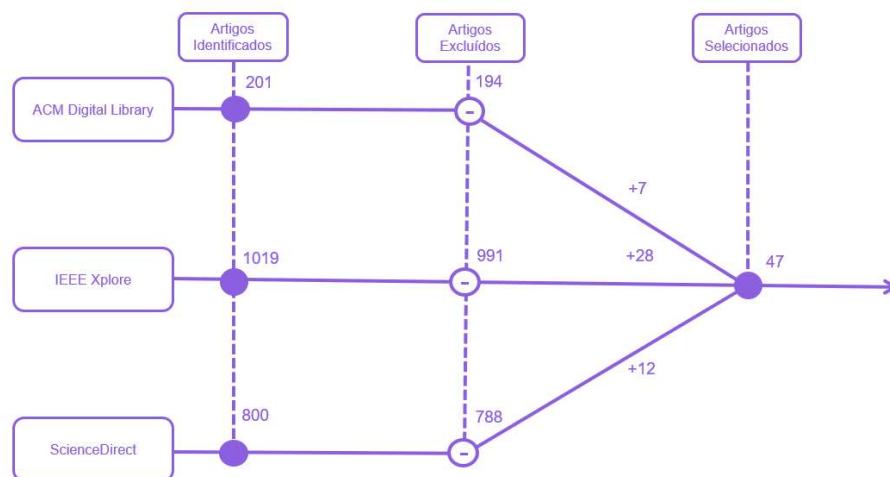 Artigos
Identificados
Artigos
Excluídos
Artigos
Selecionados
201
194
ACM Digital Library
-
+7
1019
991
+28
47
IEEE Xplore
-
+12
800
788
ScienceDirect
-